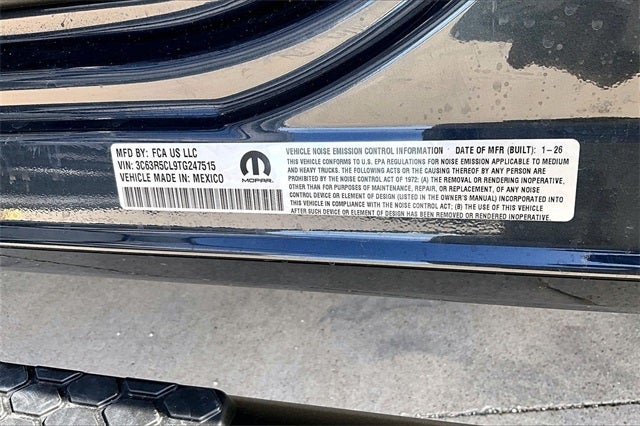 MFD BY: FCA US LLC
VIN: 3C63R5CL9TG247515
VEHICLE MADE IN: MEXICO
MOPAR
VEHICLE NOISE EMISSION CONTROL INFORMATION DATE OF MFR (BUILT): 1-26
THIS VEHICLE CONFORMS TO U.S. EPA REGULATIONS FOR NOISE EMISSION APPLICABLE TO MEDIUM
AND HEAVY TRUCKS. THE FOLLOWING ACTS OR THE CAUSING THEREOF BY ANY PERSON ARE
PROHIBITED BY THE NOISE CONTROL ACT OF 1972: (A) THE REMOVAL OR RENDERING INOPERATIVE,
OTHER THAN FOR PURPOSES OF MAINTENANCE, REPAIR, OR REPLACEMENT, OF ANY NOISE
CONTROL DEVICE OR ELEMENT OF DESIGN (LISTED IN THE OWNER'S MANUAL) INCORPORATED INTO
THIS VEHICLE IN COMPLIANCE WITH THE NOISE CONTROL ACT; (B) THE USE OF THIS VEHICLE
AFTER SUCH DEVICE OR ELEMENT OF DESIGN HAS BEEN REMOVED OR RENDERED INOPERATIVE.